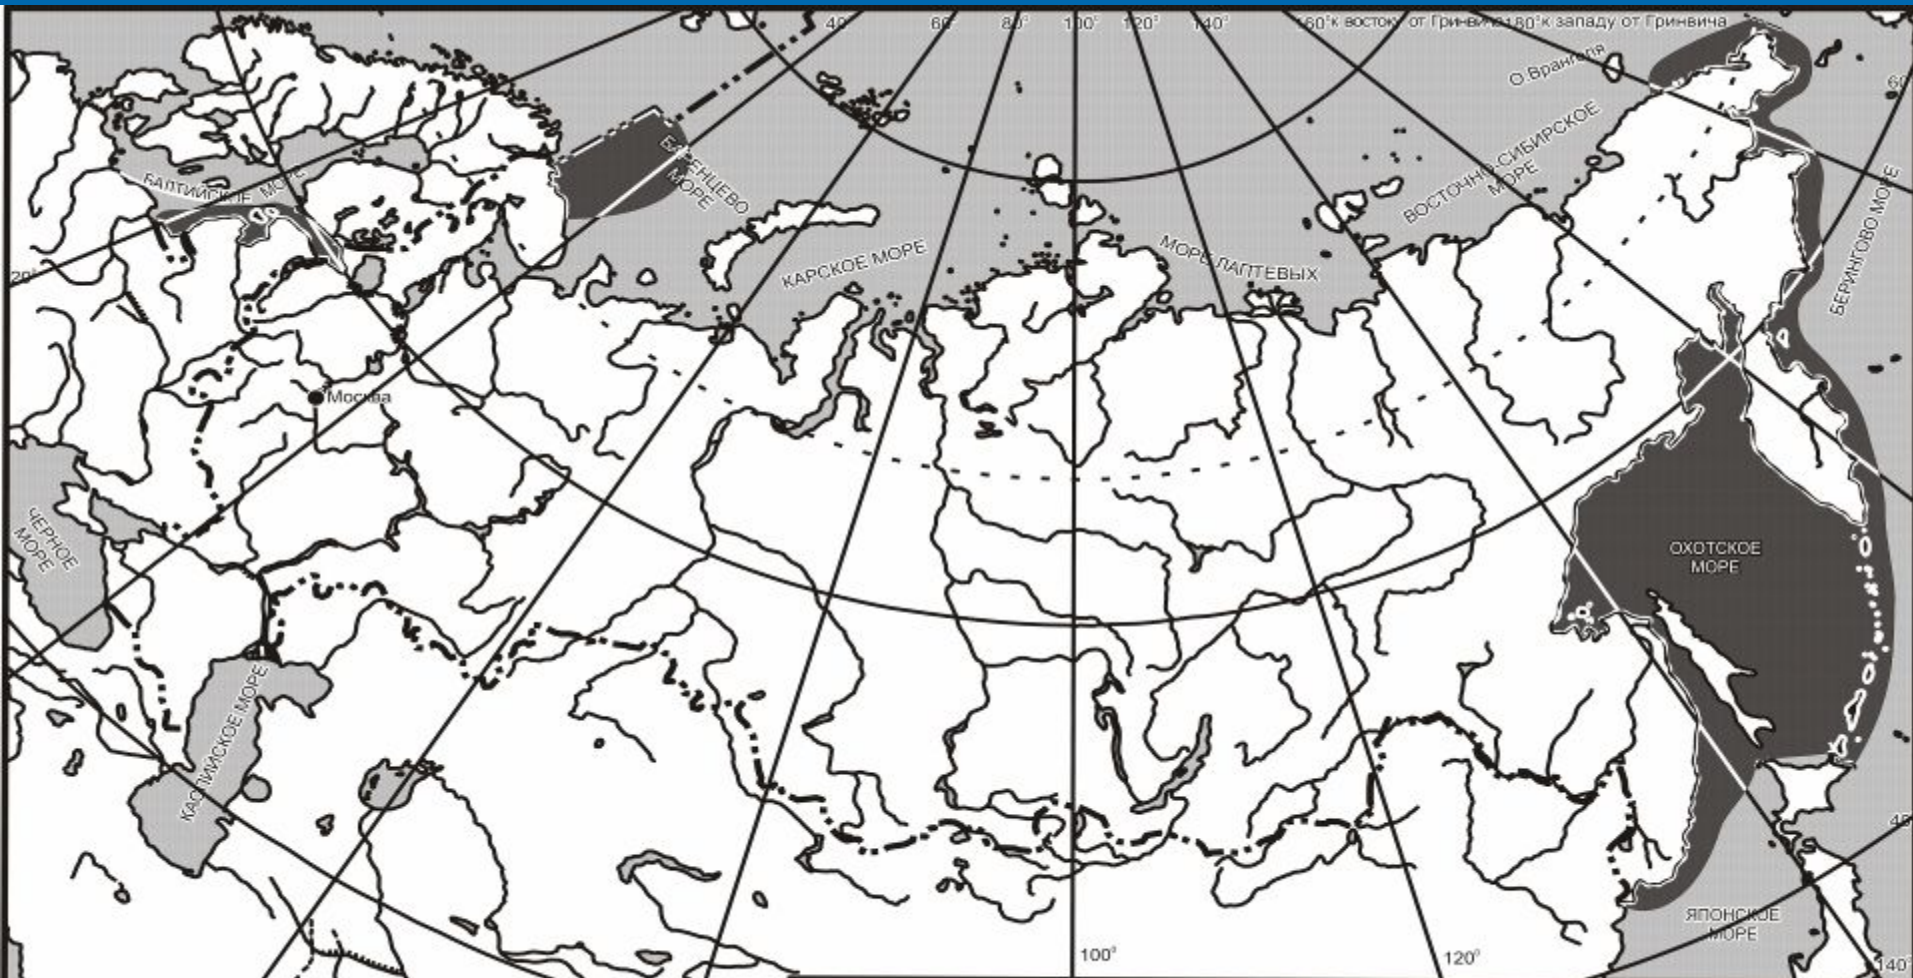 40°
60°
80°
100°
120°
140°
160°к востоку от Гринвича
180°к западу от Гринвича
О.Врангеля
60
БАРЕНЦЕВО
МОРЕ
БАЛТИЙСКОЕ МОРЕ
ВОСТОЧНО-СИБИРСКОЕ
МОРЕ
КАРСКОЕ МОРЕ
МОРЕ ЛАПТЕВЫХ
БЕРИНГОВО МОРЕ
20°
Москва
ЧЕРНОЕ
МОРЕ
ОХОТСКОЕ
МОРЕ
КАСПИЙСКОЕ МОРЕ
40
ЯПОНСКОЕ
МОРЕ
100°
120°
140°